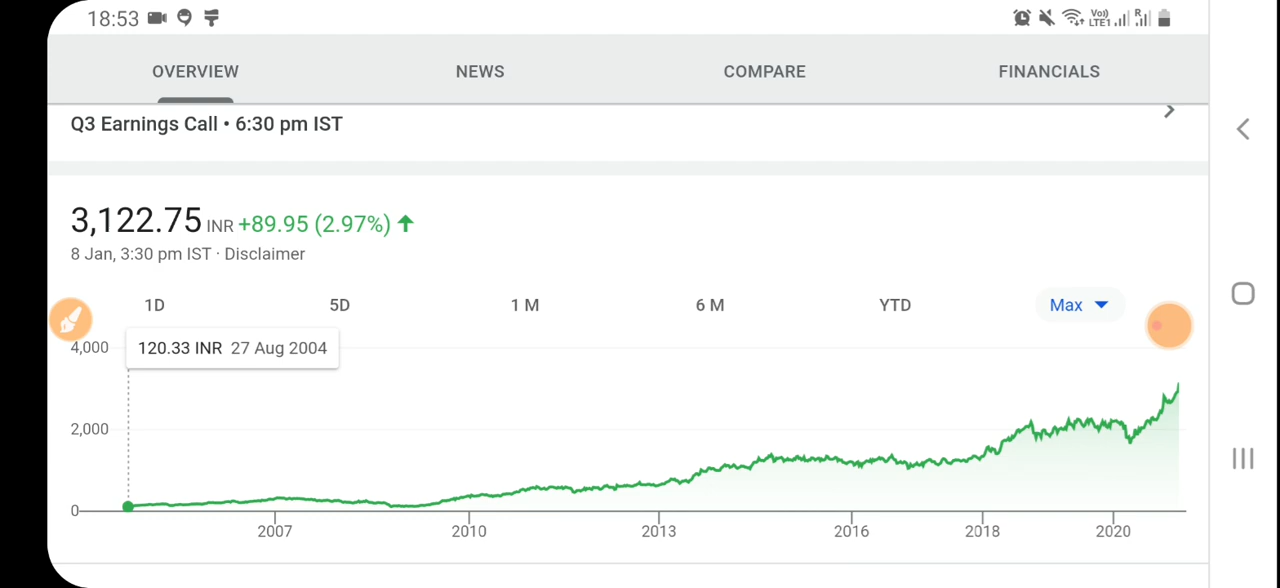 18:53
Vo)) LTE1 R
OVERVIEW NEWS COMPARE FINANCIALS
Q3 Earnings Call • 6:30 pm IST
3,122.75 INR +89.95 (2.97%)
8 Jan, 3:30 pm IST · Disclaimer
1D 5D 1 M 6 M YTD Max
4,000
120.33 INR 27 Aug 2004
2,000
0
2007 2010 2013 2016 2018 2020